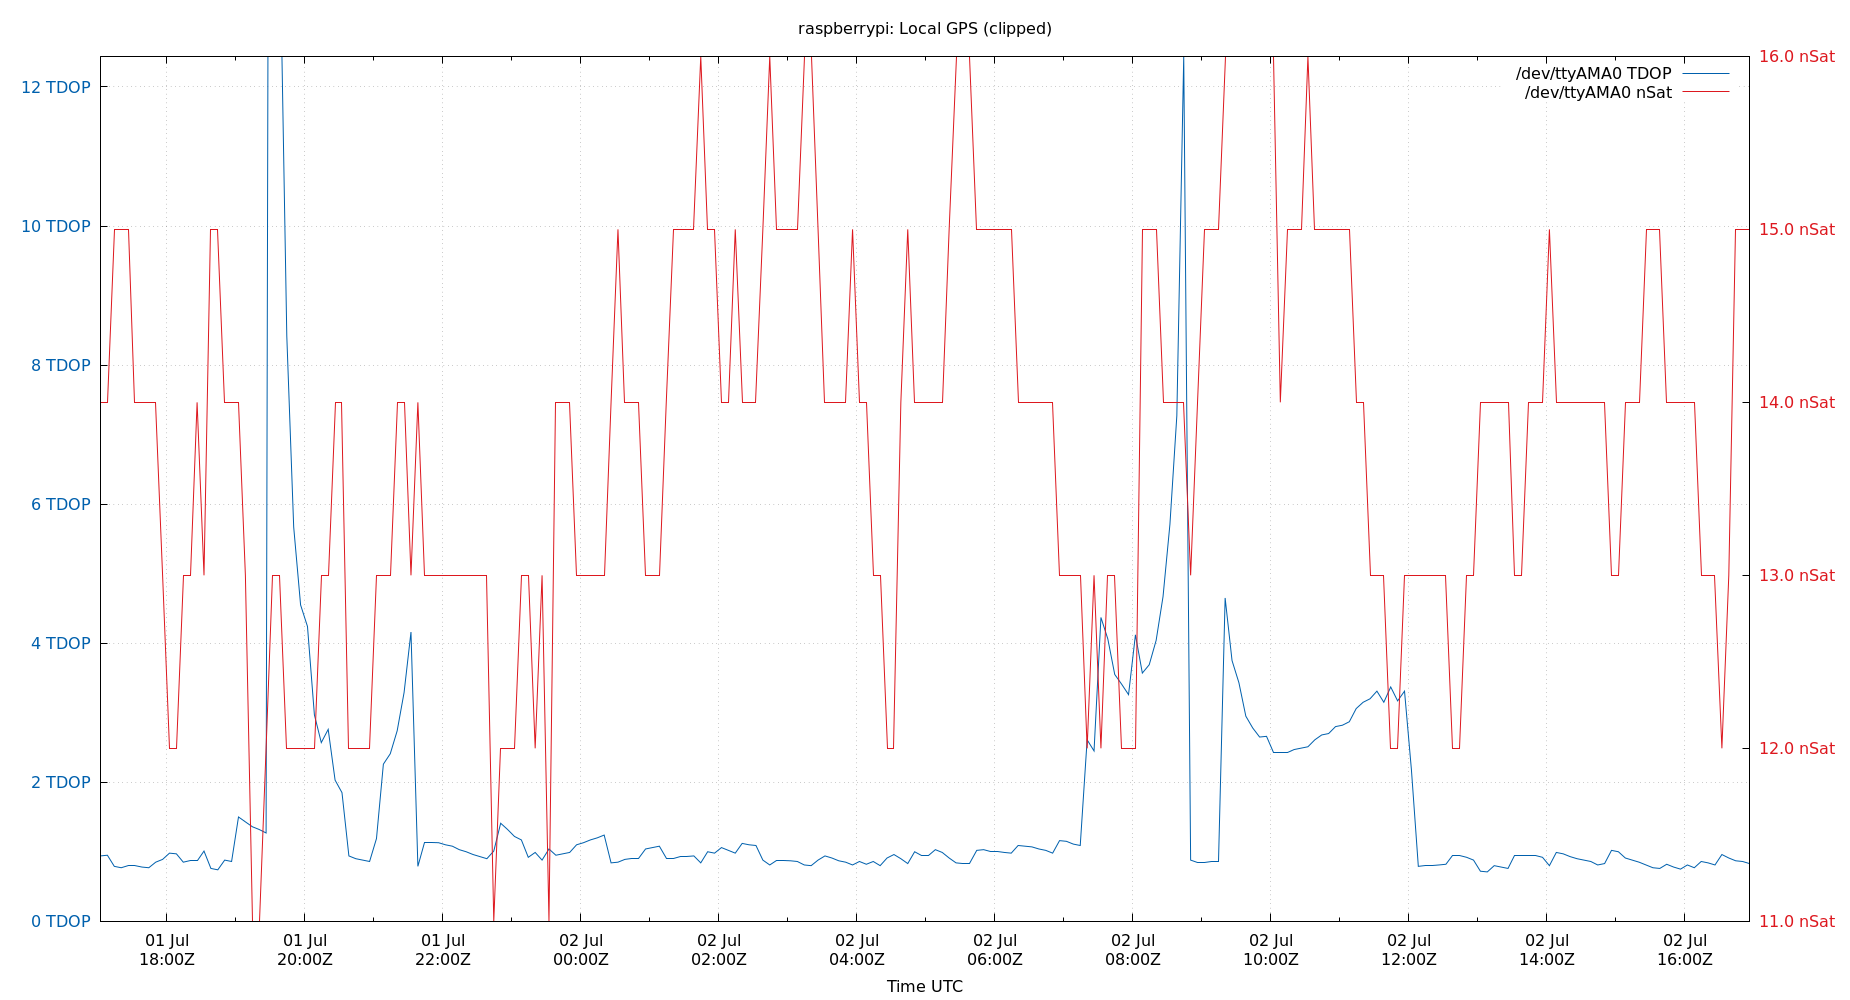 raspberrypi: Local GPS (clipped)
/dev/ttyAMA0 TDOP
/dev/ttyAMA0 nSat
12 TDOP
10 TDOP
8 TDOP
6 TDOP
4 TDOP
2 TDOP
0 TDOP
16.0 nSat
15.0 nSat
14.0 nSat
13.0 nSat
12.0 nSat
11.0 nSat
01 Jul
18:00Z
01 Jul
20:00Z
01 Jul
22:00Z
02 Jul
00:00Z
02 Jul
02:00Z
02 Jul
04:00Z
02 Jul
06:00Z
02 Jul
08:00Z
02 Jul
10:00Z
02 Jul
12:00Z
02 Jul
14:00Z
02 Jul
16:00Z
Time UTC